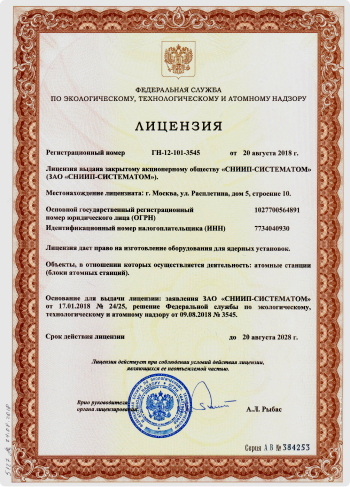 ФЕДЕРАЛЬНАЯ СЛУЖБА
ПО ЭКОЛОГИЧЕСКОМУ, ТЕХНОЛОГИЧЕСКОМУ И АТОМНОМУ НАДЗОРУ
ЛИЦЕНЗИЯ
Регистрационный номер ГН-12-101-3545 от 20 августа 2018 г.
Лицензия выдана закрытому акционерному обществу «СНИИП-СИСТЕМАТОМ»
(ЗАО «СНИИП-СИСТЕМАТОМ»).
Местонахождение лицензиата: г. Москва, ул. Расплетина, дом 5, строение 10.
Основной государственный регистрационный
номер юридического лица (ОГРН) 1027700564891
Идентификационный номер налогоплательщика (ИНН) 7734040930
Лицензия дает право на изготовление оборудования для ядерных установок.
Объекты, в отношении которых осуществляется деятельность: атомные станции
(блоки атомных станций).
Основание для выдачи лицензии: заявления ЗАО «СНИИП-СИСТЕМАТОМ»
от 17.01.2018 № 24/25, решение Федеральной службы по экологическому,
технологическому и атомному надзору от 09.08.2018 № 3545.
Срок действия лицензии до 20 августа 2028 г.
Лицензия действует при соблюдении условий действия лицензии,
являющихся ее неотъемлемой частью.
руководителя
органа лицензирования А.Л. Рыбас
Серия А В № 384253